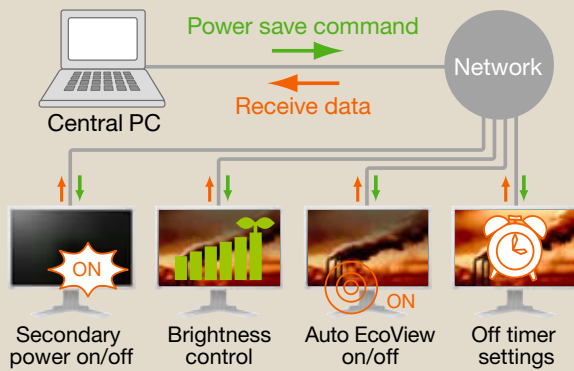 Power save command
Network
Receive data
Central PC
ON
ON
Secondary
power on/off
Brightness
control
Auto EcoView
on/off
Off timer
settings